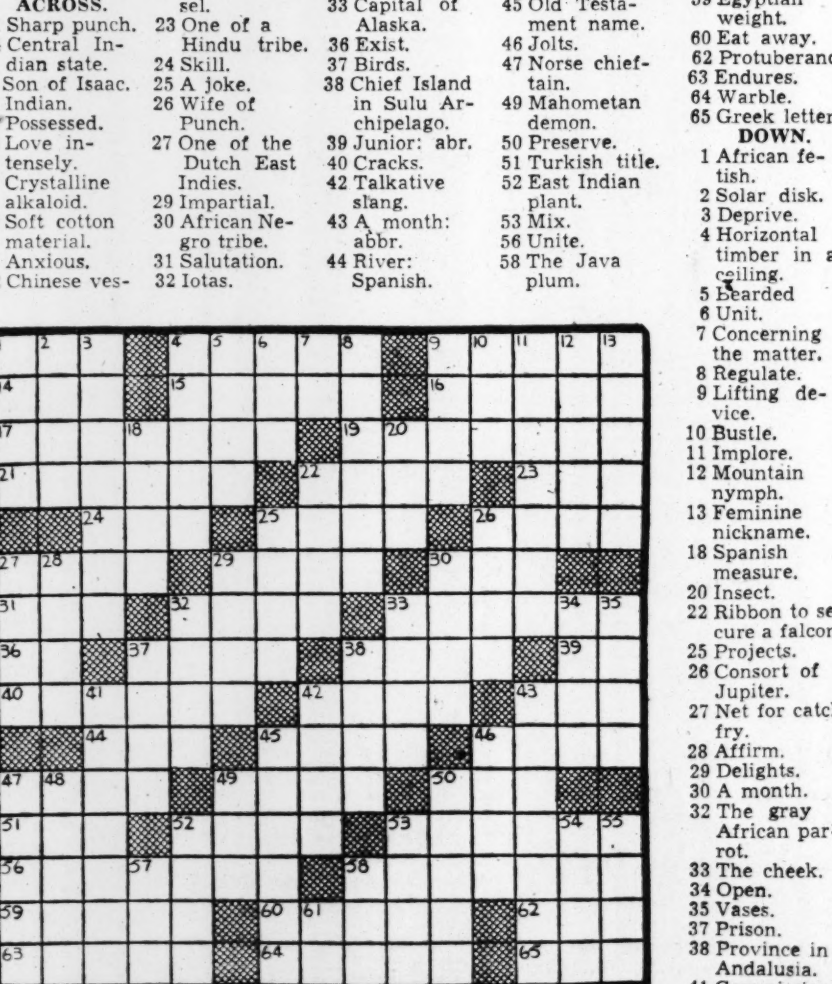 ACROSS.
Sharp punch.
Central In-
dian state.
Son of Isaac.
Indian.
Possessed.
Love in-
tensely.
Crystalline
alkaloid.
Soft cotton
material.
Anxious.
Chinese ves-
sel.
23 One of a
Hindu tribe.
24 Skill.
25 A joke.
26 Wife of
Punch.
27 One of the
Dutch East
Indies.
29 Impartial.
30 African Ne-
gro tribe.
31 Salutation.
32 Iotas.
33 Capital of
Alaska.
36 Exist.
37 Birds.
38 Chief Island
in Sulu Ar-
chipelago.
39 Junior: abr.
40 Cracks.
42 Talkative
slang.
43 A month:
abbr.
44 River:
Spanish.
45 Old Testa-
ment name.
46 Jolts.
47 Norse chief-
tain.
49 Mahometan
demon.
50 Preserve.
51 Turkish title.
52 East Indian
plant.
53 Mix.
56 Unite.
58 The Java
plum.
59 Egyptian
weight.
60 Eat away.
62 Protuberanc
63 Endures.
64 Warble.
65 Greek letter
DOWN.
1 African fe-
tish.
2 Solar disk.
3 Deprive.
4 Horizontal
timber in a
ceiling.
5 Bearded
6 Unit.
7 Concerning
the matter.
8 Regulate.
9 Lifting de-
vice.
10 Bustle.
11 Implore.
12 Mountain
nymph.
13 Feminine
nickname.
18 Spanish
measure.
20 Insect.
22 Ribbon to se
cure a falcon
25 Projects.
26 Consort of
Jupiter.
27 Net for catch
fry.
28 Affirm.
29 Delights.
30 A month.
32 The gray
African par-
rot.
33 The cheek.
34 Open.
35 Vases.
37 Prison.
38 Province in
Andalusia.
1 2 3 4 5 6 7 8 9 10 11 12 13
14 15 16
17 18 19 20
21 22 23
24 25 26
27 28 29 30
31 32 33 34 35
36 37 38 39
40 41 42 43
44 45 46
47 48 49 50
51 52 53 54 55
56 57 58
59 60 61 62
63 64 65